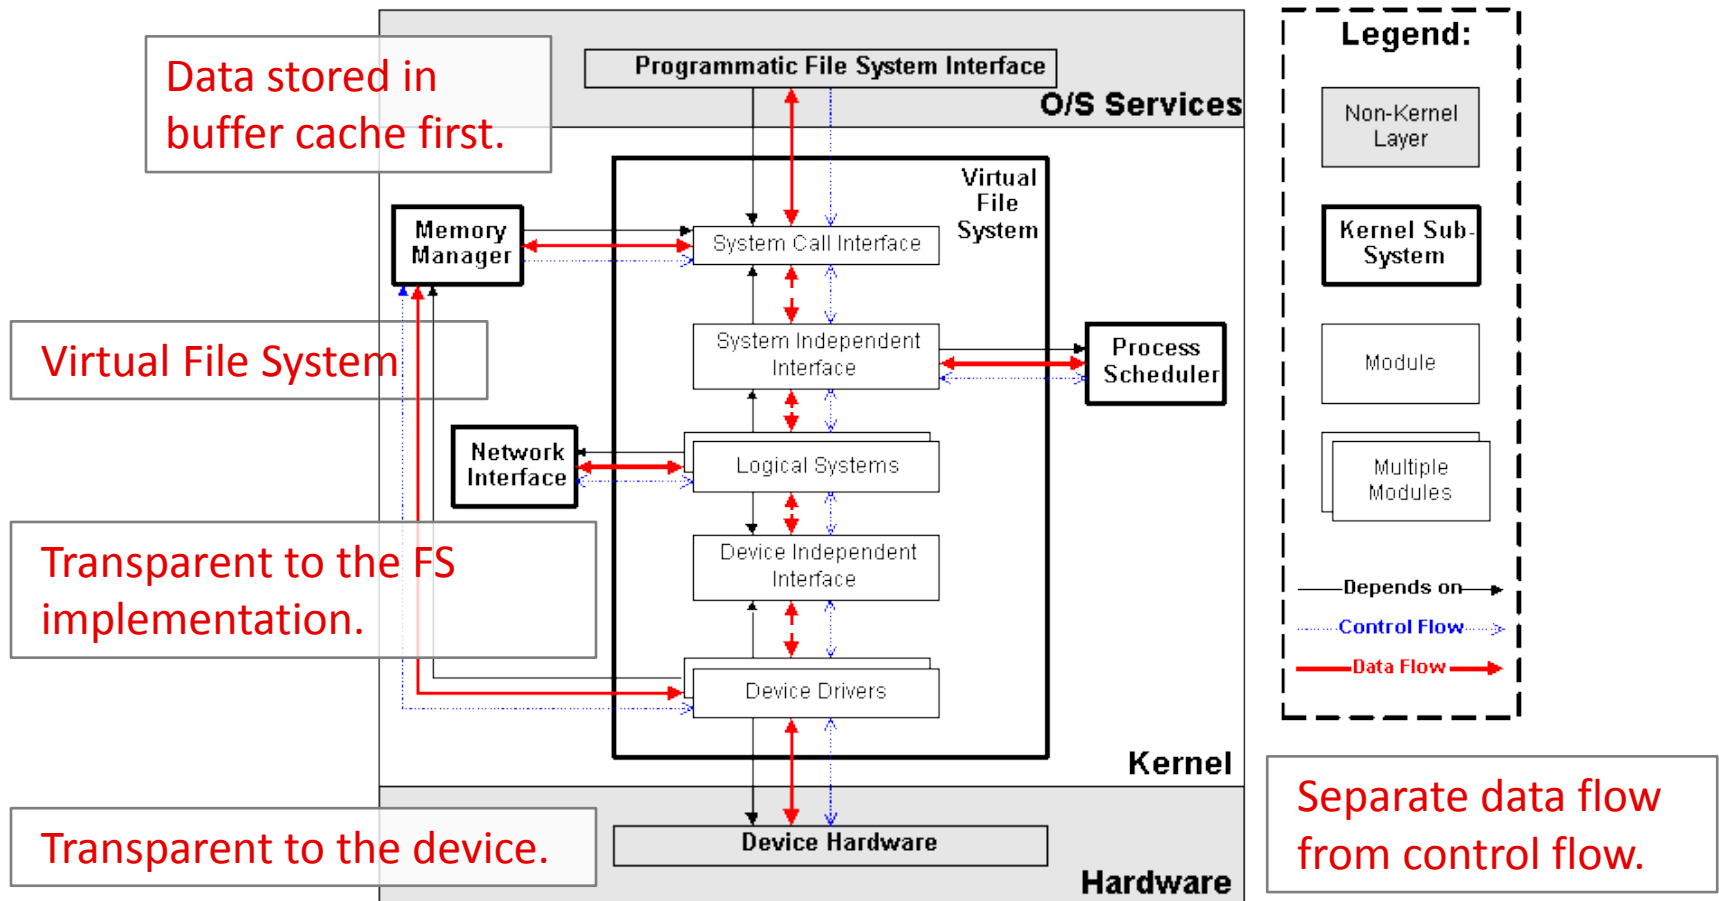 Data stored in
buffer cache first.
Programmatic File System Interface
O/S Services
Virtual
File
System
Memory
Manager
System Call Interface
Virtual File System
System Independent
Interface
Process
Scheduler
Network
Interface
Logical Systems
Transparent to the FS
implementation.
Device Independent
Interface
Device Drivers
Kernel
Transparent to the device.
Device Hardware
Hardware
Legend:
Non-Kernel
Layer
Kernel Sub-
System
Module
Multiple
Modules
Depends on
Control Flow
Data Flow
Separate data flow
from control flow.